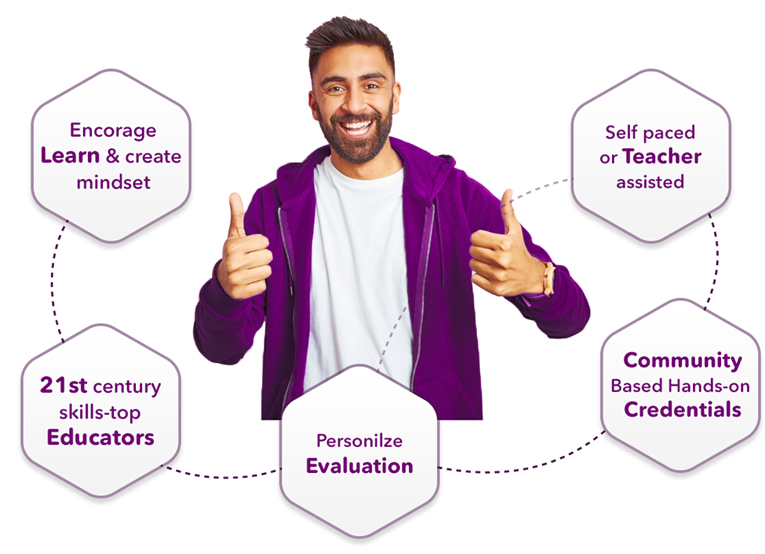 Encorage
Learn & create
mindset
Self paced
or Teacher
assisted
21st century
skills-top
Educators
Personilze
Evaluation
Community
Based Hands-on
Credentials